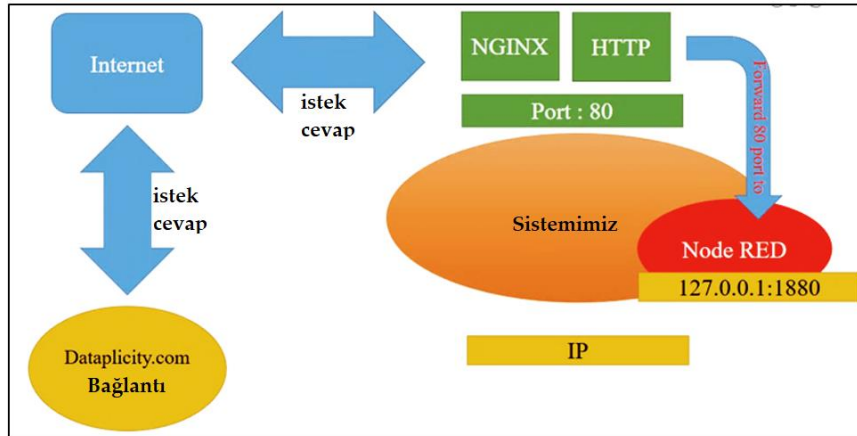 Internet
istek
cevap
NGINX
HTTP
Port : 80
Forward 80 port to
istek
cevap
Sistemimiz
Node RED
127.0.0.1:1880
Dataplicity.com
Bağlantı
IP